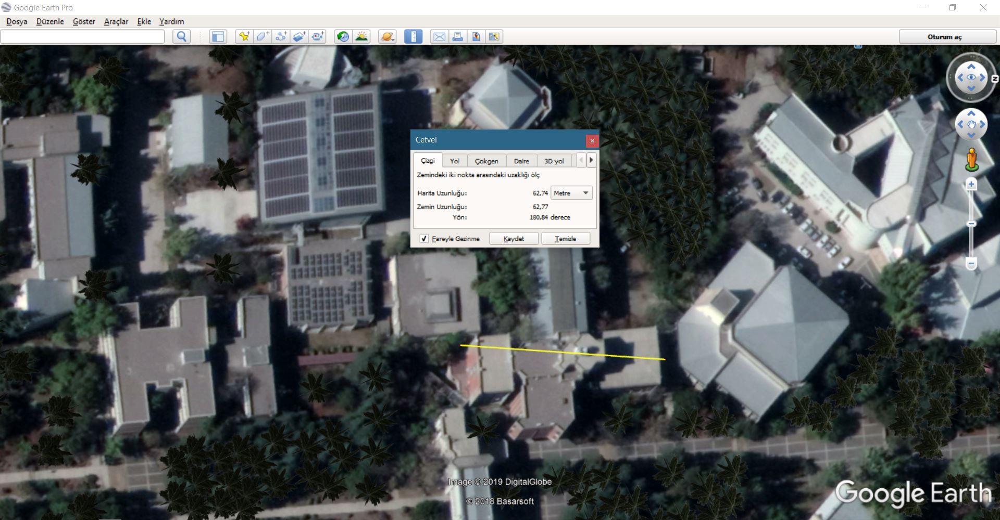 Google Earth Pro
Dosya Düzenle Göster Araçlar Ekle Yardım
Oturum aç
N
Cetvel
Çizgi Yol Çokgen Daire 3D yol
Zemindeki iki nokta arasındaki uzaklığı ölç
Harita Uzunluğu: 62,74 Metre
Zemin Uzunluğu: 62,77
Yön: 180,84 derece
Fareyle Gezinme Kaydet Temizle
Image © 2019 DigitalGlobe
© 2018 Basarsoft
Google Earth